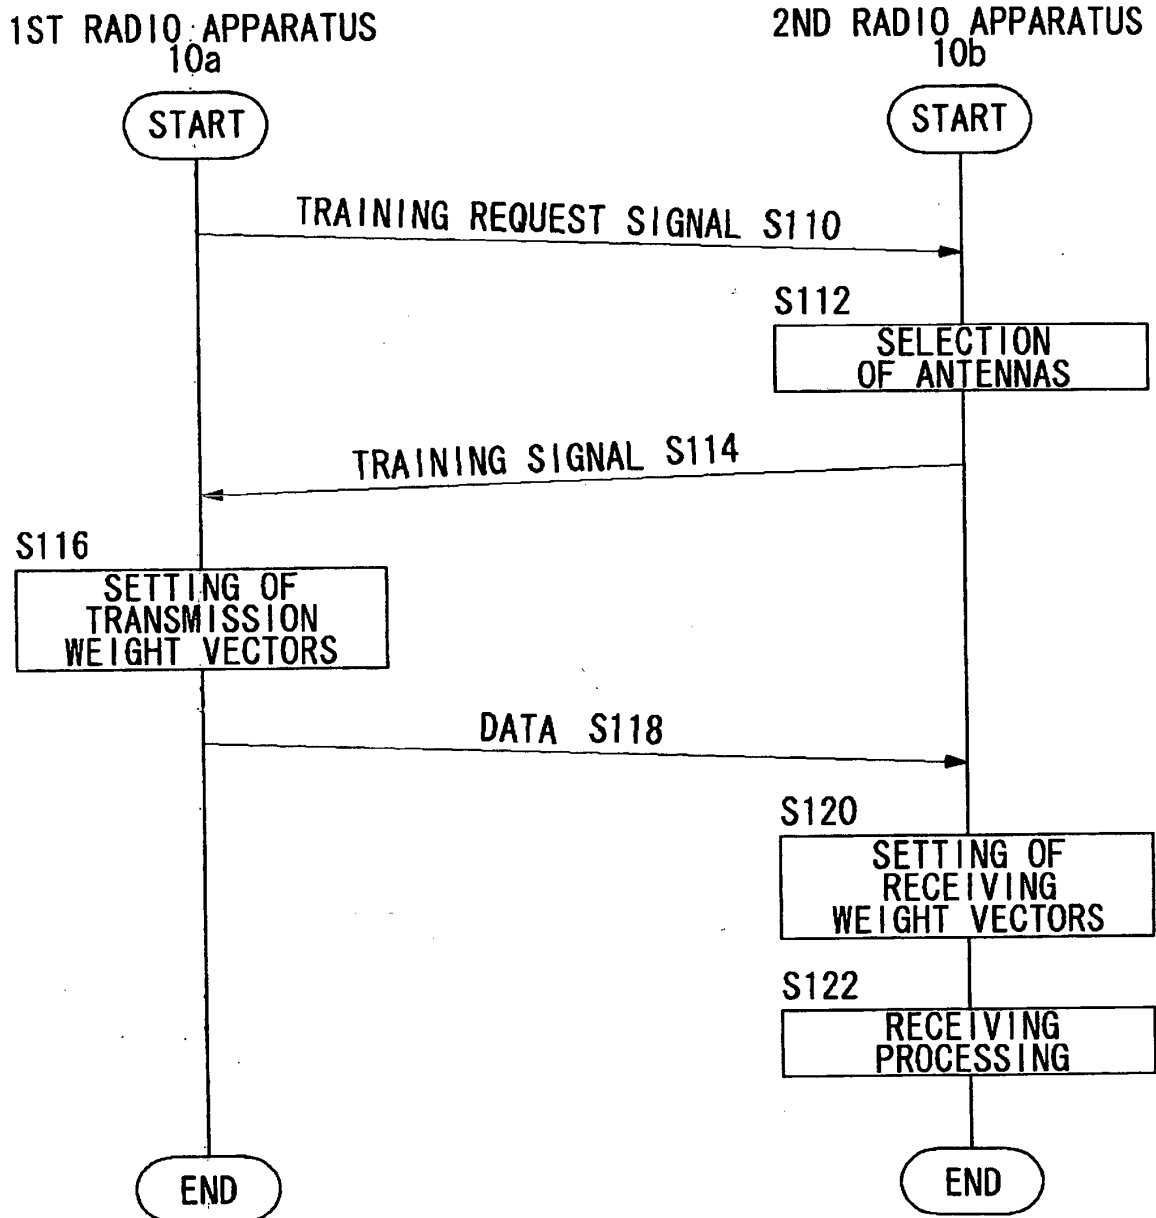 1ST RADIO APPARATUS
10a
2ND RADIO APPARATUS
10b
START
START
TRAINING REQUEST SIGNAL S110
S112
SELECTION
OF ANTENNAS
TRAINING SIGNAL S114
S116
SETTING OF
TRANSMISSION
WEIGHT VECTORS
DATA S118
S120
SETTING OF
RECEIVING
WEIGHT VECTORS
S122
RECEIVING
PROCESSING
END
END